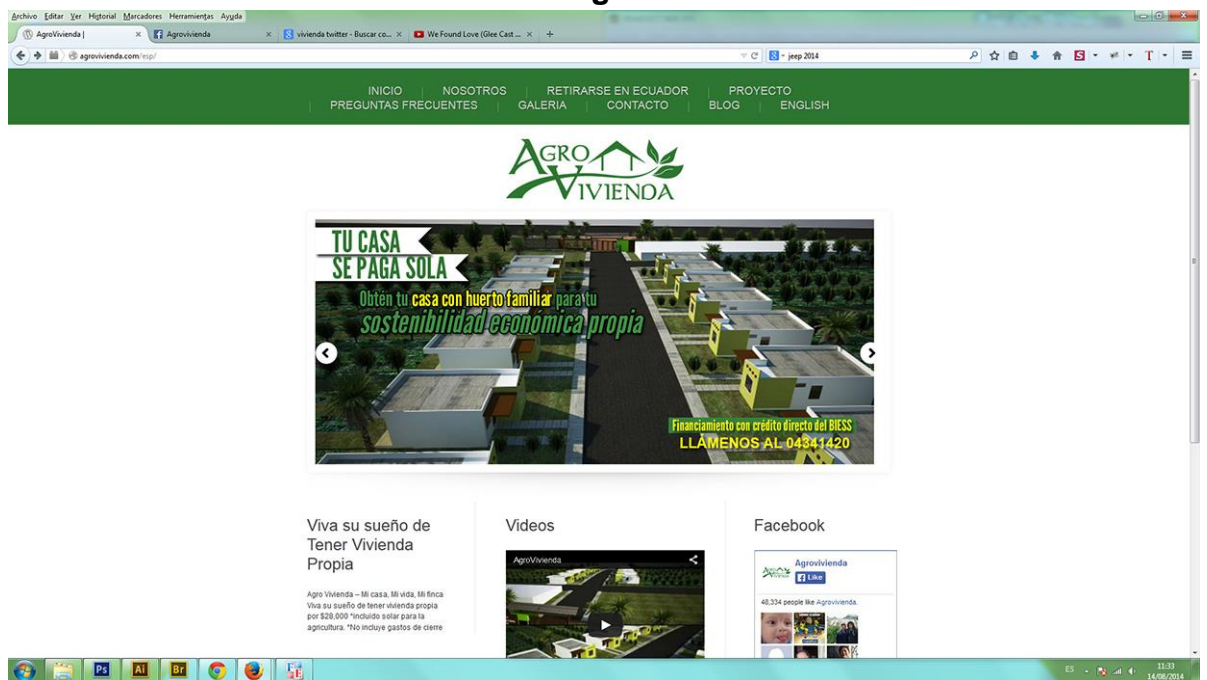 Archivo Editar Ver Historial Marcadores Herramientas Ayuda
AgroVivienda |
Agrovivienda
vivienda twitter - Buscar co...
We Found Love (Glee Cast ...
agrovivienda.com/esp/
jeep 2014
INICIO | NOSOTROS | RETIRARSE EN ECUADOR | PROYECTO
| PREGUNTAS FRECUENTES | GALERIA | CONTACTO | BLOG | ENGLISH
AGRO
VIVIENDA
TU CASA
SE PAGA SOLA
Obtén tu casa con huerto familiar para tu
sostenibilidad económica propia
Financiamiento con crédito directo del BIESS
LLÁMENOS AL 04341420
Viva su sueño de
Tener Vivienda
Propia
Agro Vivienda – Mi casa, Mi vida, Mi finca
Viva su sueño de tener vivienda propia
por $28,000 *incluido solar para la
agricultura. *No incluye gastos de cierre
Videos
AgroVivienda
Facebook
Agrovivienda
Like
48,334 people like Agrovivienda.
Ps
Ai
Br
ES
11:33
14/08/2014